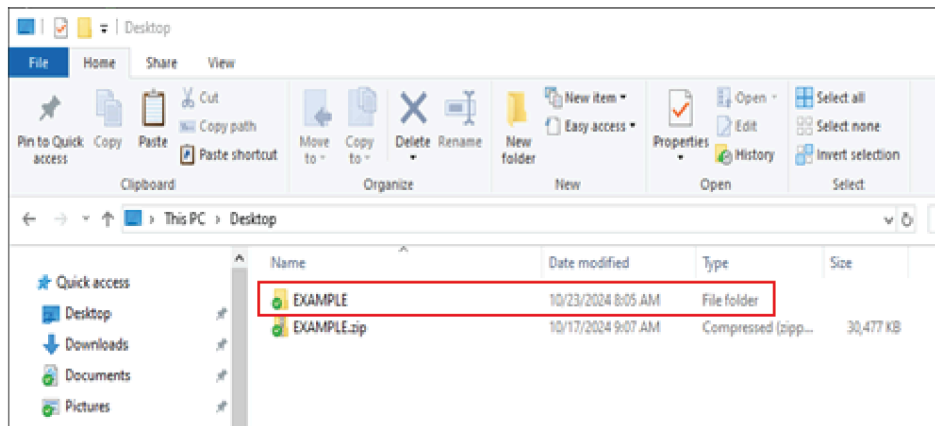 Desktop
File Home Share View
Pin to Quick access
Copy
Paste
Cut
Copy path
Paste shortcut
Clipboard
Move to
Copy to
Delete
Rename
Organize
New folder
New item
Easy access
New
Properties
Open
Edit
History
Open
Select all
Select none
Invert selection
Select
This PC > Desktop
Name Date modified Type Size
Quick access
Desktop
Downloads
Documents
Pictures
EXAMPLE 10/23/2024 8:05 AM File folder
EXAMPLE.zip 10/17/2024 9:07 AM Compressed (zipp... 30,477 KB